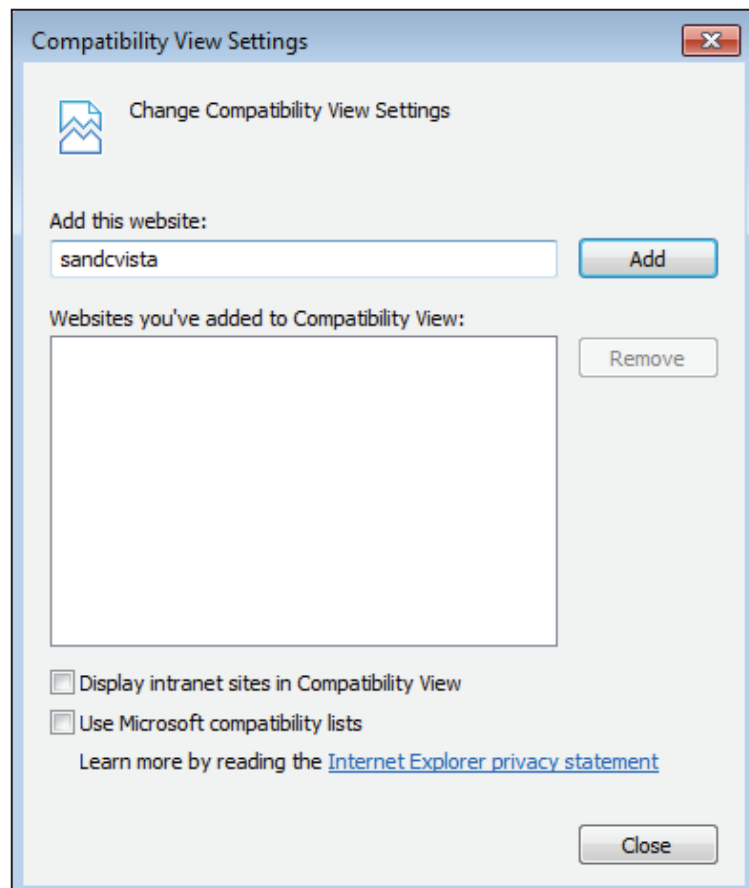 Compatibility View Settings
Change Compatibility View Settings
Add this website:
sandcvista
Add
Websites you've added to Compatibility View:
Remove
Display intranet sites in Compatibility View
Use Microsoft compatibility lists
Learn more by reading the Internet Explorer privacy statement
Close